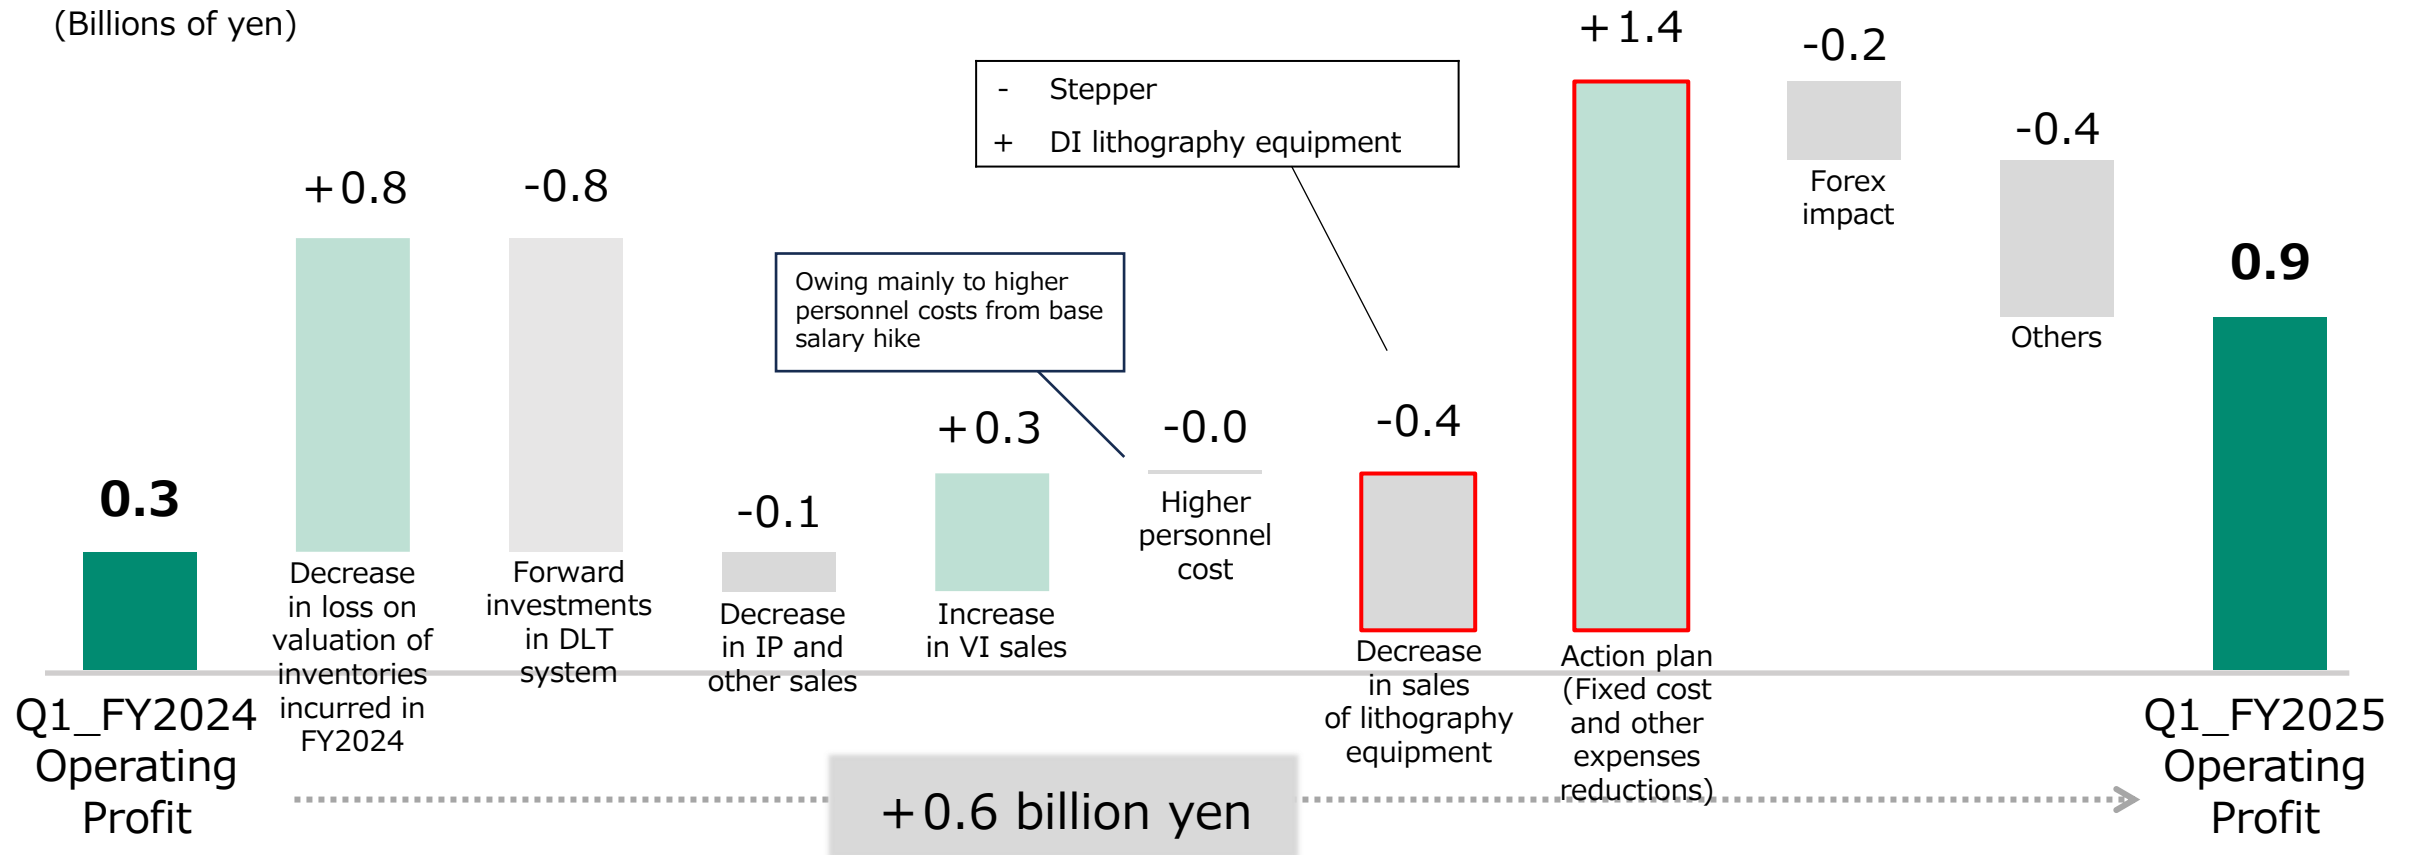 (Billions of yen)
0.3
Q1_FY2024
Operating
Profit
+0.8
Decrease
in loss on
valuation of
inventories
incurred in
FY2024
-0.8
Forward
investments
in DLT
system
-0.1
Decrease
in IP and
other sales
+0.3
Increase
in VI sales
Owing mainly to higher
personnel costs from base
salary hike
-0.0
Higher
personnel
cost
- Stepper
+ DI lithography equipment
-0.4
Decrease
in sales
of lithography
equipment
+1.4
Action plan
(Fixed cost
and other
expenses
reductions)
-0.2
Forex
impact
-0.4
Others
0.9
Q1_FY2025
Operating
Profit
+0.6 billion yen